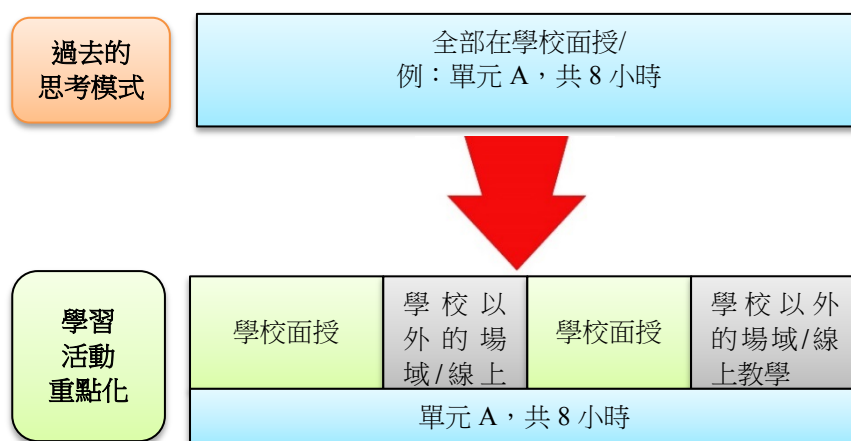 過去的
思考模式
全部在學校面授/
例：單元 A，共 8 小時
學習
活動
重點化
學校面授
學校以
外的場
域/線上
學校面授
學校以外
的場域/線
上教學
單元 A，共 8 小時